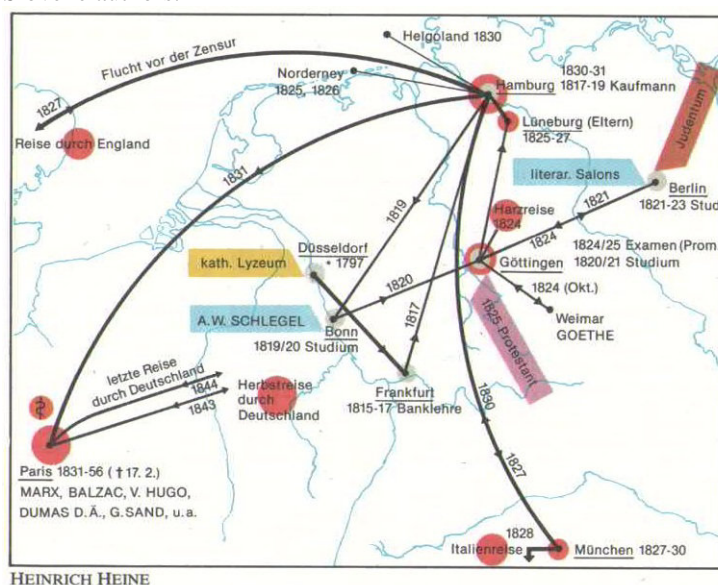 Helgoland 1830
Flucht vor der Zensur
Norderney
1825, 1826
1830-31
Hamburg 1817-19 Kaufmann
1827
Reise durch England
Lüneburg (Eltern)
1825-27
Judentum
literar. Salons
Berlin
1821-23 Stud
1831
1819
1821
1824
Harzreise
1824
1824/25 Examen (Prom.
Göttingen 1820/21 Studium
Düsseldorf
* 1797
kath. Lyzeum
1820
1817
1824 (Okt.)
Weimar
GOETHE
A.W. SCHLEGEL
Bonn
1819/20 Studium
1825 Protestant
letzte Reise
durch Deutschland
1844
1843
Herbstreise
durch
Deutschland
Frankfurt
1815-17 Banklehre
1830
1827
Paris 1831-56 († 17. 2.)
MARX, BALZAC, V. HUGO,
DUMAS D.Ä., G. SAND, u.a.
1828
Italienreise
München 1827-30
HEINRICH HEINE